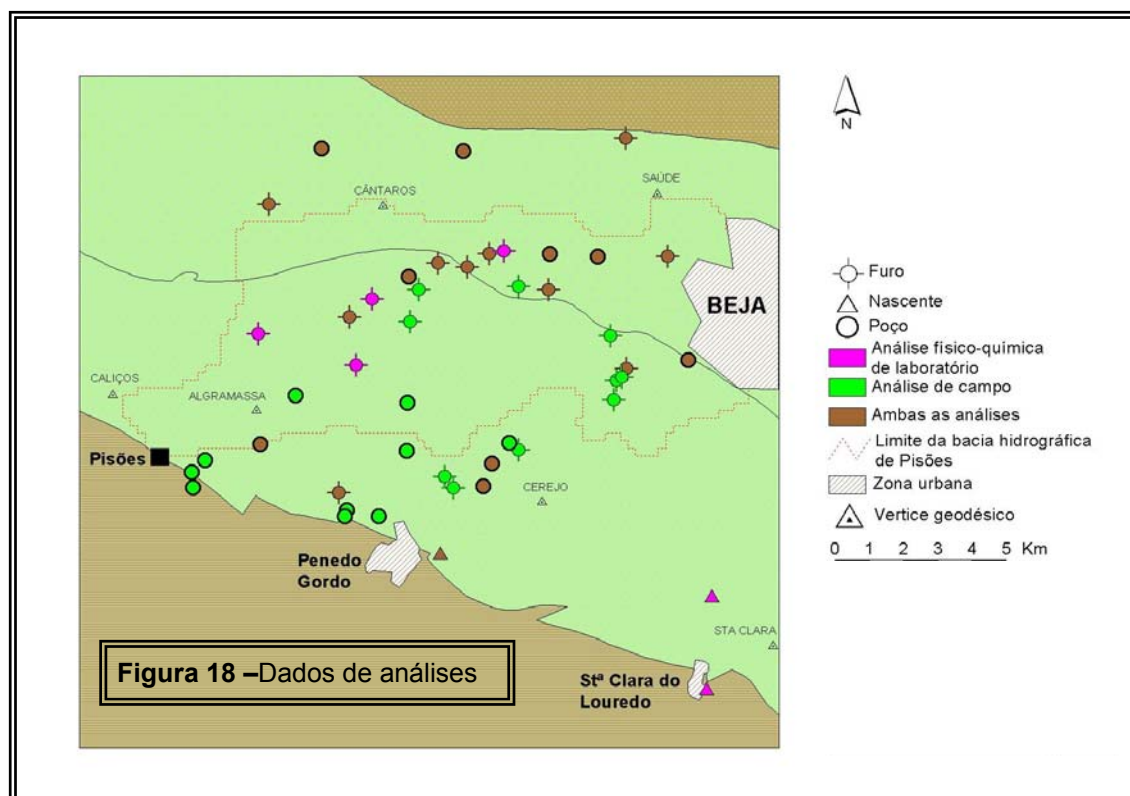 CÂNTAROS
SAÚDE
BEJA
CALIÇOS
ALGRAMASSA
Pisões
CEREJO
Penedo
Gordo
STA CLARA
Stª Clara do
Louredo
Figura 18 –Dados de análises
N
Furo
Nascente
Poço
Análise fisico-química
de laboratório
Análise de campo
Ambas as análises
Limite da bacia hidrográfica
de Pisões
Zona urbana
Vertice geodésico
0 1 2 3 4 5 Km